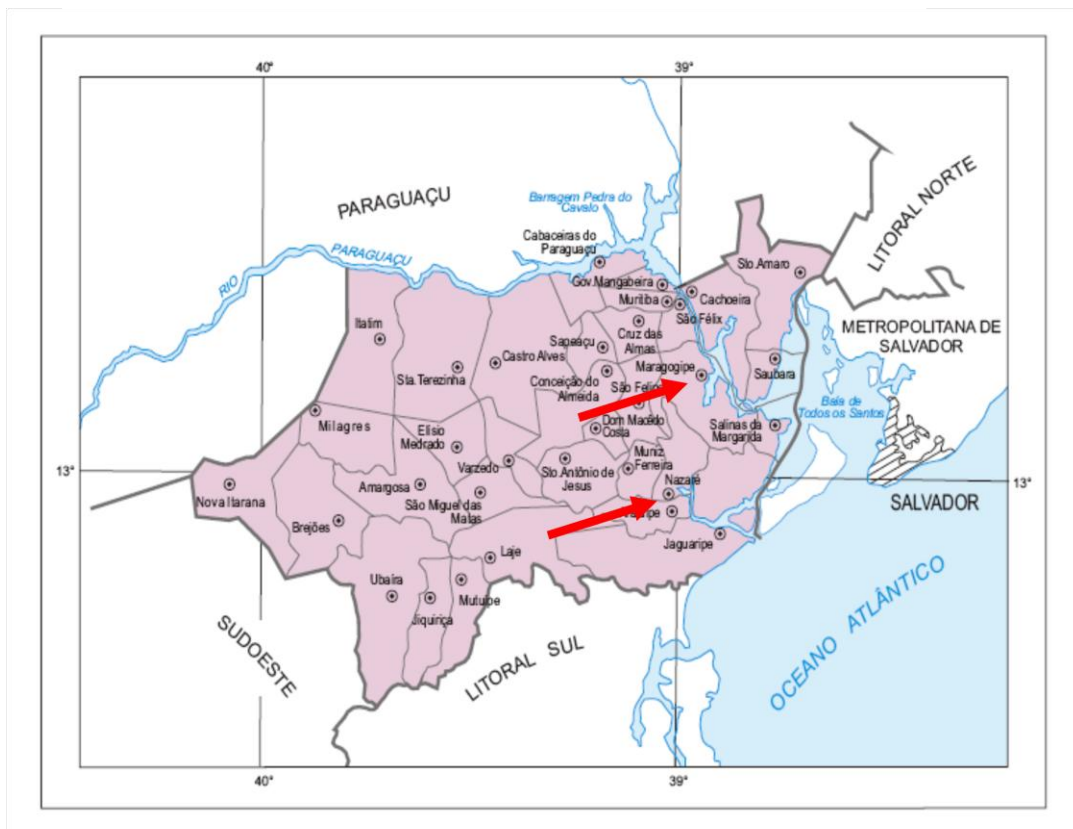 40°
39°
PARAGUAÇU
Barragem Pedra do
Cavalo
LITORAL NORTE
Cabaceiras do
Paraguaçu
RIO PARAGUAÇU
Sto.Amaro
Gov.Mangabeira
Muritiba
Cachoeira
São Félix
METROPOLITANA DE
SALVADOR
Itatim
Cruz das
Almas
Sapeaçu
Castro Alves
Maragogipe
Saubara
Sta.Terezinha
Conceição do
Almeida
São Felipe
Baía de
Todos os Santos
Milagres
Elísio
Medrado
Dom Macêdo
Costa
Salinas da
Margarida
13°
Varzedo
Sto.Antônio de
Jesus
Muniz
Ferreira
Nazaré
13°
Nova Itarana
Amargosa
São Miguel das
Matas
SALVADOR
Brejões
Jaguaripe
Laje
Ubaíra
Mutuípe
Jiquiriçá
OCEANO ATLÂNTICO
SUDOESTE
LITORAL SUL
40°
39°